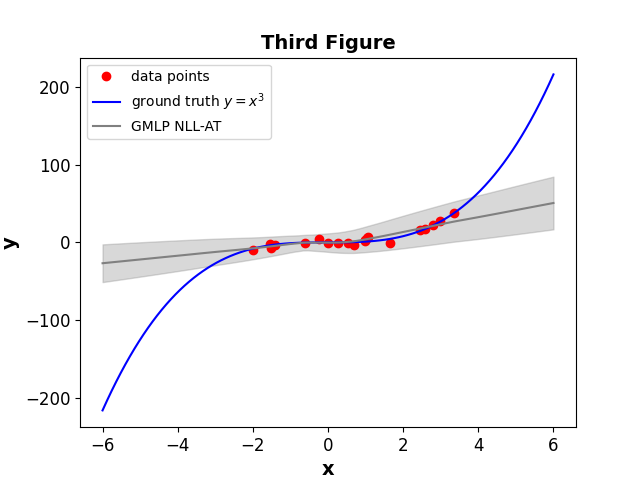 Third Figure
data points
ground truth y = x³
GMLP NLL-AT
200
100
0
−100
−200
y
−6 −4 −2 0 2 4 6
x